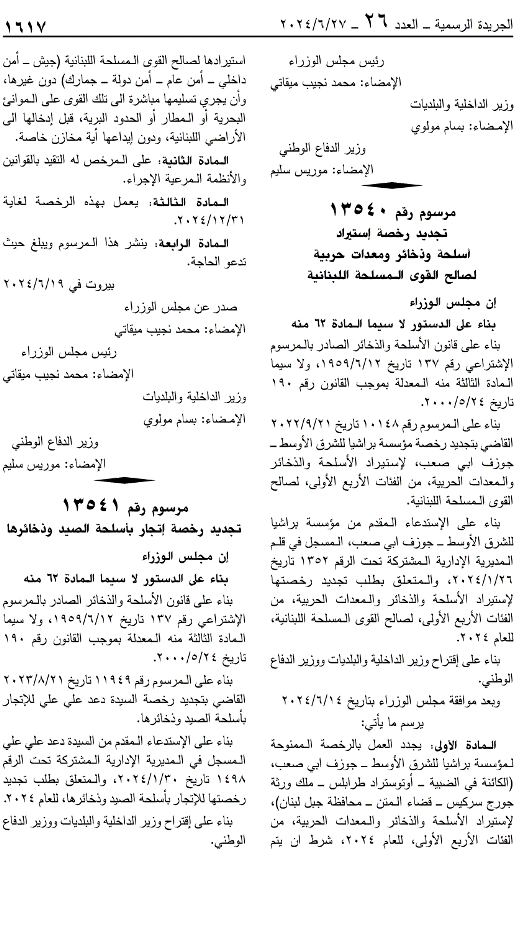 الجريدة الرسمية ــ العدد ٢٦ ــ ٢٠٢٤/٦/٢٧
١٦١٧
رئيس مجلس الوزراء
الإمضاء: محمد نجيب ميقاتي
وزير الداخلية والبلديات
الإمضاء: بسام مولوي
وزير الدفاع الوطني
الإمضاء: موريس سليم
مرسوم رقم ١٣٥٤٠
تجديد رخصة إستيراد
أسلحة وذخائر ومعدات حربية
لصالح القوى المسلحة اللبنانية
إن مجلس الوزراء
بناء على الدستور لا سيما المادة ٦٢ منه
بناء على قانون الأسلحة والذخائر الصادر بالمرسوم
الإشتراعي رقم ١٣٧ تاريخ ١٩٥٩/٦/١٢، ولا سيما
المادة الثالثة منه المعدلة بموجب القانون رقم ١٩٠
تاريخ ٢٠٠٠/٥/٢٤.
بناء على المرسوم رقم ١٠١٤٨ تاريخ ٢٠٢٢/٩/٢١
القاضي بتجديد رخصة مؤسسة براشيا للشرق الأوسط ــ
جوزف ابي صعب، لإستيراد الأسلحة والذخائر
والمعدات الحربية، من الفئات الأربع الأولى، لصالح
القوى المسلحة اللبنانية.
بناء على الإستدعاء المقدم من مؤسسة براشيا
للشرق الأوسط ــ جوزف ابي صعب، المسجل في قلم
المديرية الإدارية المشتركة تحت الرقم ١٣٥٢ تاريخ
٢٠٢٤/١/٢٦، والمتعلق بطلب تجديد رخصتها
لإستيراد الأسلحة والذخائر والمعدات الحربية، من
الفئات الأربع الأولى، لصالح القوى المسلحة اللبنانية،
للعام ٢٠٢٤.
بناء على إقتراح وزير الداخلية والبلديات ووزير الدفاع
الوطني.
وبعد موافقة مجلس الوزراء بتاريخ ٢٠٢٤/٦/١٤
يرسم ما يأتي:
المادة الأولى: يجدد العمل بالرخصة الممنوحة
لمؤسسة براشيا للشرق الأوسط ــ جوزف ابي صعب،
(الكائنة في الضبية ــ أوتوستراد طرابلس ــ ملك ورثة
جورج سركيس ــ قضاء المتن ــ محافظة جبل لبنان)،
لإستيراد الأسلحة والذخائر والمعدات الحربية، من
الفئات الأربع الأولى، للعام ٢٠٢٤، شرط ان يتم
استيرادها لصالح القوى المسلحة اللبنانية (جيش ــ أمن
داخلي ــ أمن عام ــ أمن دولة ــ جمارك) دون غيرها،
وأن يجري تسليمها مباشرة الى تلك القوى على الموانئ
البحرية أو المطار أو الحدود البرية، قبل إدخالها الى
الأراضي اللبنانية، ودون إيداعها أية مخازن خاصة.
المادة الثانية: على المرخص له التقيد بالقوانين
والأنظمة المرعية الإجراء.
المادة الثالثة: يعمل بهذه الرخصة لغاية
٢٠٢٤/١٢/٣١.
المادة الرابعة: ينشر هذا المرسوم ويبلغ حيث
تدعو الحاجة.
بيروت في ٢٠٢٤/٦/١٩
صدر عن مجلس الوزراء
الإمضاء: محمد نجيب ميقاتي
رئيس مجلس الوزراء
الإمضاء: محمد نجيب ميقاتي
وزير الداخلية والبلديات
الإمضاء: بسام مولوي
وزير الدفاع الوطني
الإمضاء: موريس سليم
مرسوم رقم ١٣٥٤١
تجديد رخصة إتجار بأسلحة الصيد وذخائرها
إن مجلس الوزراء
بناء على الدستور لا سيما المادة ٦٢ منه
بناء على قانون الأسلحة والذخائر الصادر بالمرسوم
الإشتراعي رقم ١٣٧ تاريخ ١٩٥٩/٦/١٢، ولا سيما
المادة الثالثة منه المعدلة بموجب القانون رقم ١٩٠
تاريخ ٢٠٠٠/٥/٢٤.
بناء على المرسوم رقم ١١٩٤٩ تاريخ ٢٠٢٣/٨/٢١
القاضي بتجديد رخصة السيدة دعد علي علي للإتجار
بأسلحة الصيد وذخائرها.
بناء على الإستدعاء المقدم من السيدة دعد علي علي
المسجل في المديرية الإدارية المشتركة تحت الرقم
١٤٩٨ تاريخ ٢٠٢٤/١/٣٠، والمتعلق بطلب تجديد
رخصتها للإتجار بأسلحة الصيد وذخائرها، للعام ٢٠٢٤.
بناء على إقتراح وزير الداخلية والبلديات ووزير الدفاع
الوطني.